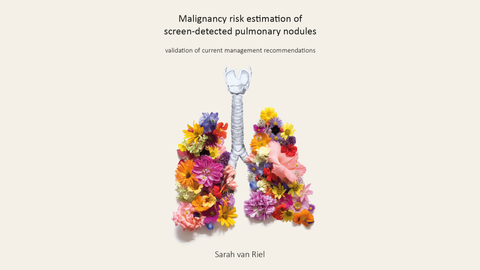 Malignancy risk estimation of
screen-detected pulmonary nodules
validation of current management recommendations
Sarah van Riel